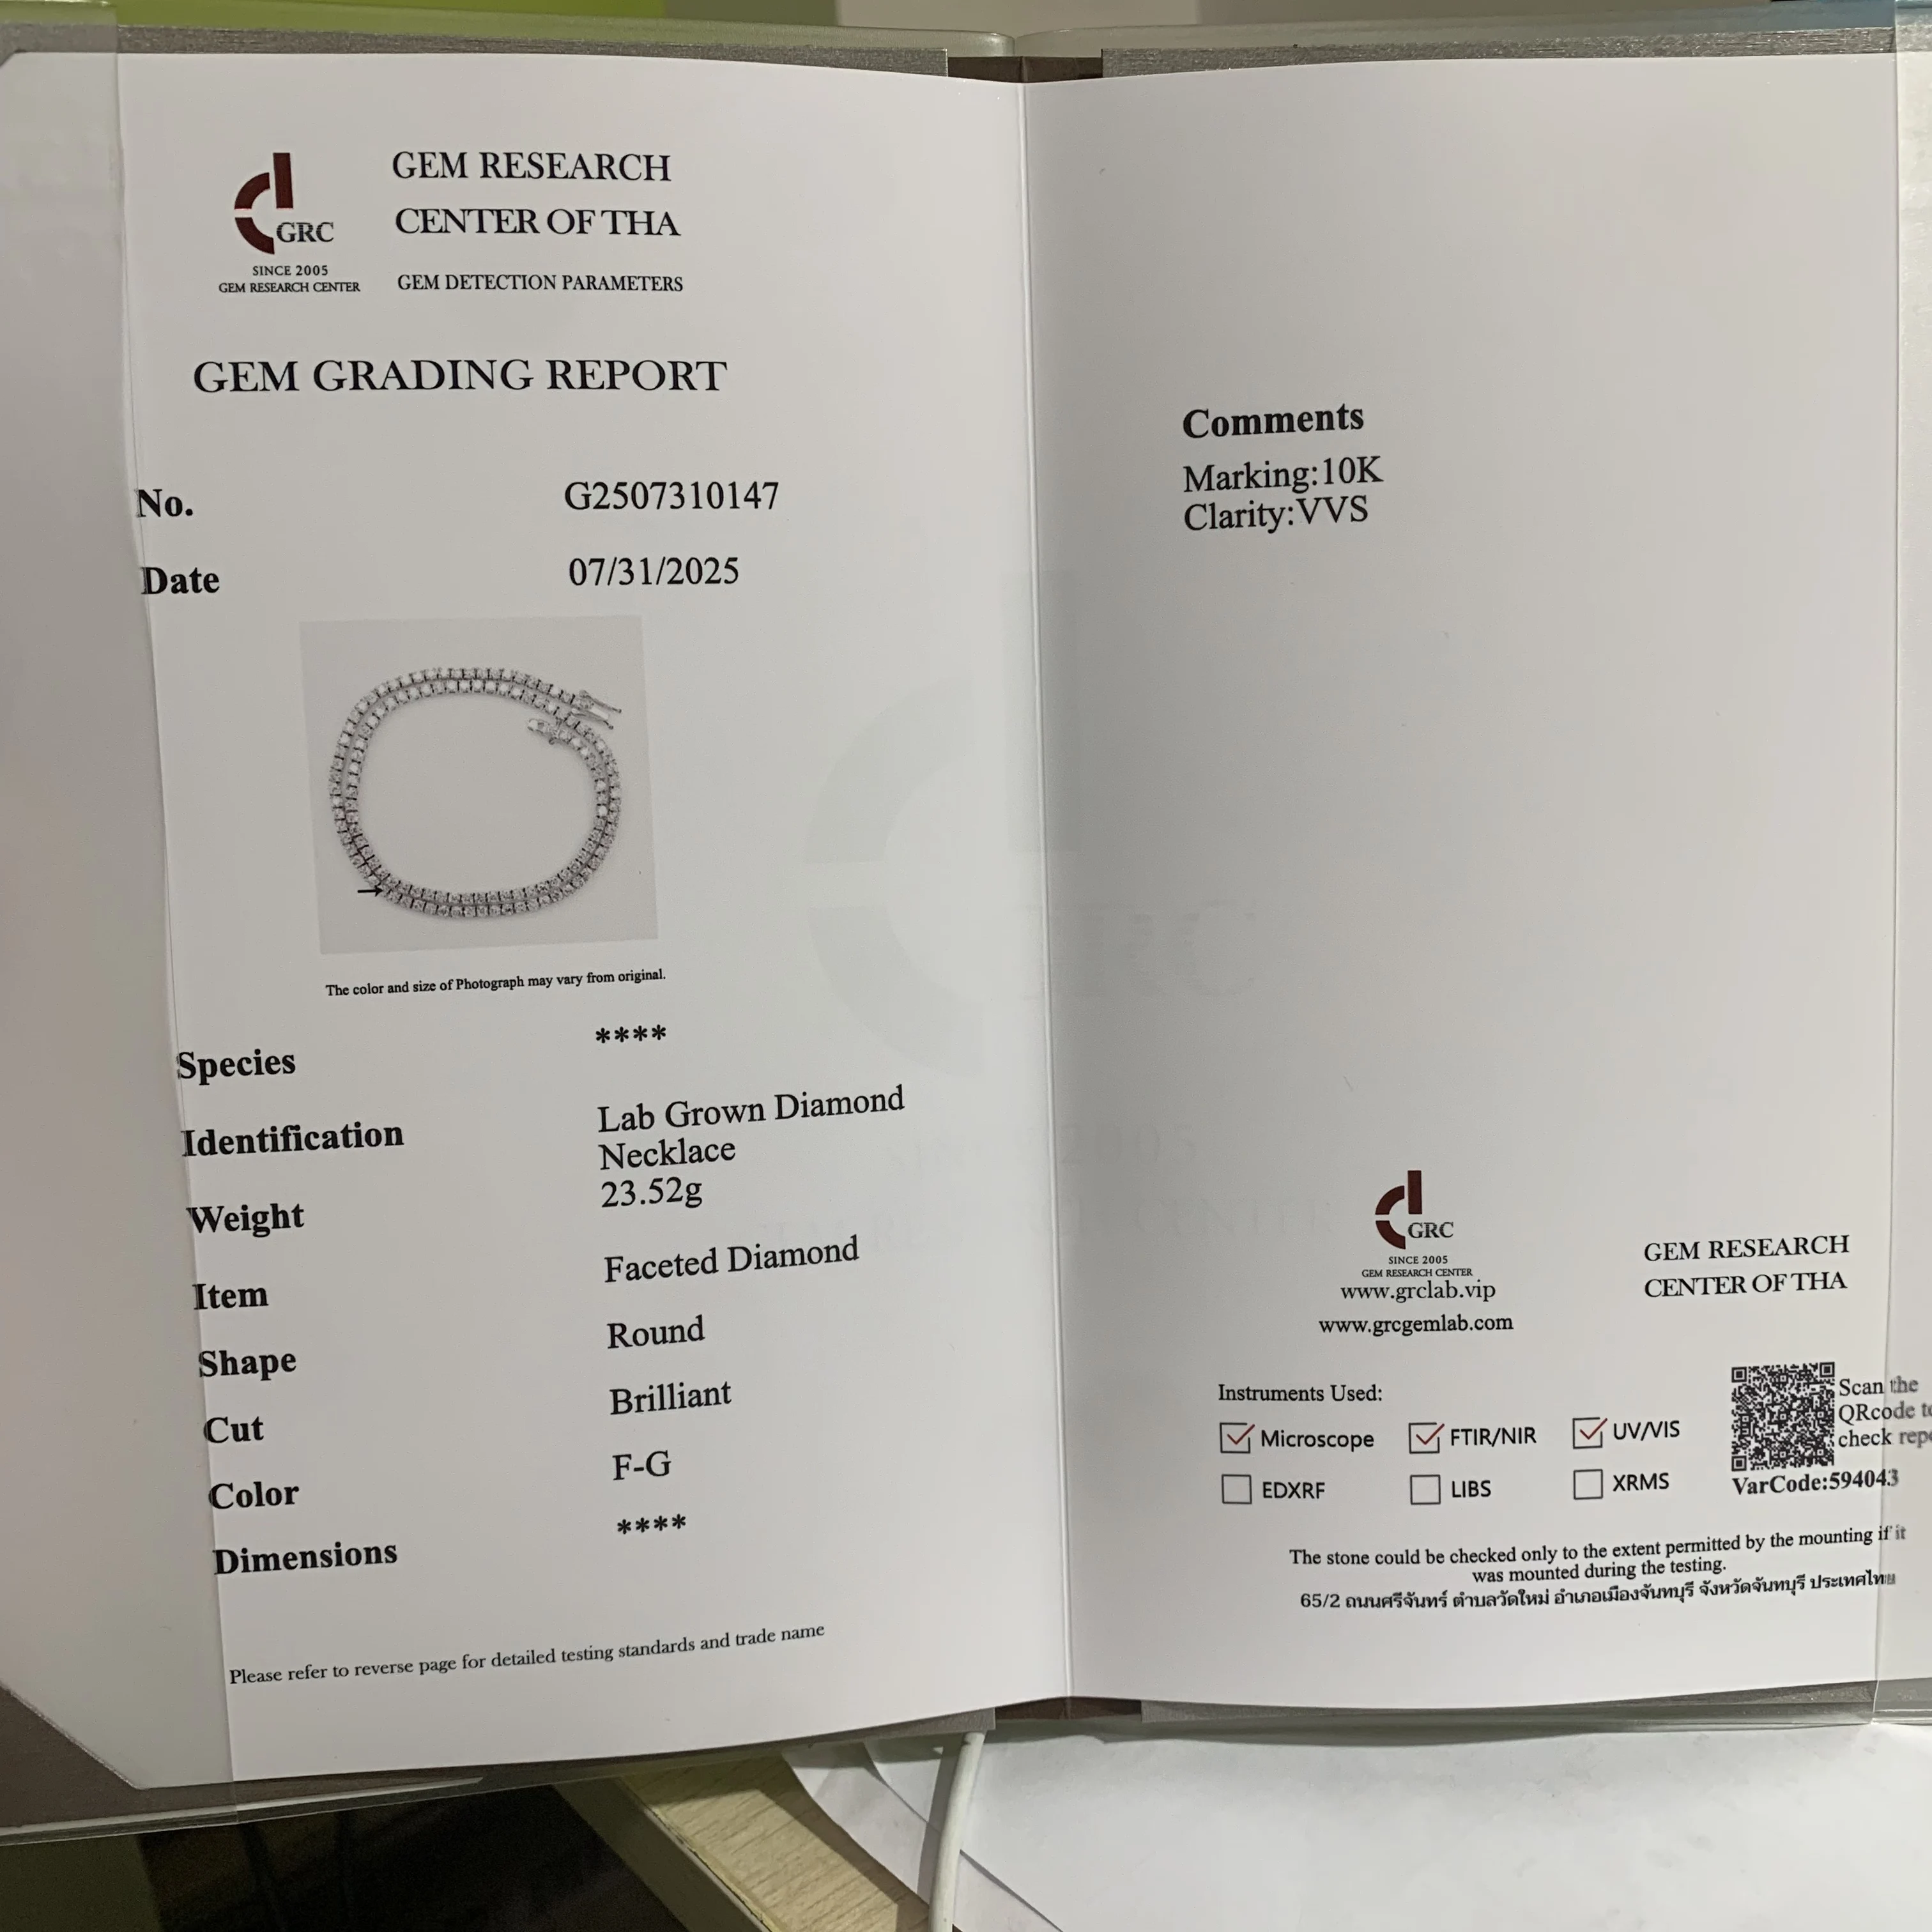 GRC
SINCE 2005
GEM RESEARCH CENTER
GEM RESEARCH
CENTER OF THA
GEM DETECTION PARAMETERS
GEM GRADING REPORT
No. G2507310147
Date 07/31/2025
The color and size of Photograph may vary from original.
Species ****
Identification Lab Grown Diamond
Necklace
Weight 23.52g
Item Faceted Diamond
Shape Round
Cut Brilliant
Color F-G
Dimensions ****
Please refer to reverse page for detailed testing standards and trade name
Comments
Marking:10K
Clarity:VVS
GRC
SINCE 2005
GEM RESEARCH CENTER
www.grclab.vip
www.grcgemlab.com
GEM RESEARCH
CENTER OF THA
Instruments Used:
Microscope FTIR/NIR UV/VIS
EDXRF LIBS XRMS
Scan the
QRcode to
check
VarCode:594043
The stone could be checked only to the extent permitted by the mounting if it
was mounted during the testing.
65/2 ถนนศรีจันทร์ ตำบลวัดใหม่ อำเภอเมืองจันทบุรี จังหวัดจันทบุรี ประเทศไทย